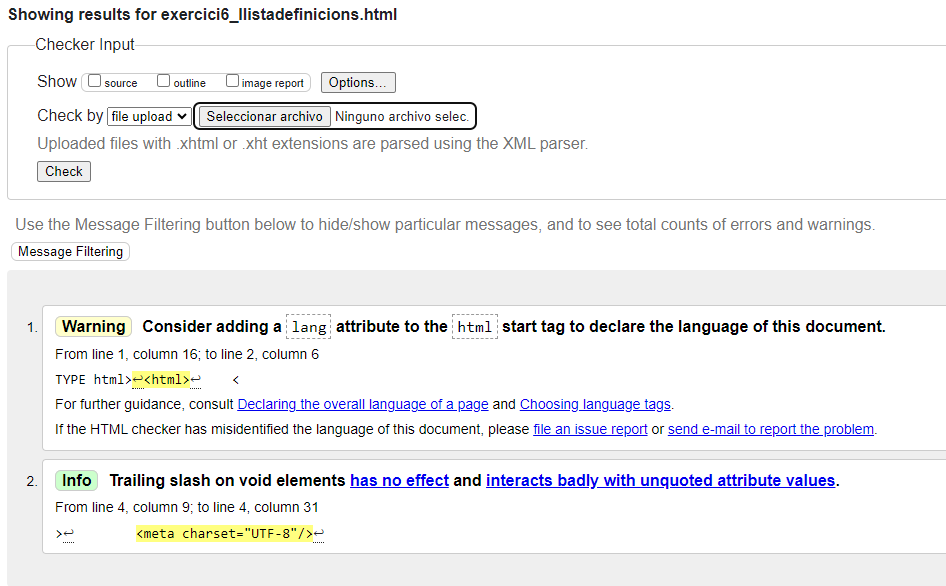 Showing results for exercici6_llistadefinicions.html
Checker Input
Show source outline image report Options...
Check by file upload Seleccionar archivo Ninguno archivo selec.
Uploaded files with .xhtml or .xht extensions are parsed using the XML parser.
Check
Use the Message Filtering button below to hide/show particular messages, and to see total counts of errors and warnings.
Message Filtering
1. Warning Consider adding a lang attribute to the html start tag to declare the language of this document.
From line 1, column 16; to line 2, column 6
TYPE html>↩<html>↩ <
For further guidance, consult Declaring the overall language of a page and Choosing language tags.
If the HTML checker has misidentified the language of this document, please file an issue report or send e-mail to report the problem.
2. Info Trailing slash on void elements has no effect and interacts badly with unquoted attribute values.
From line 4, column 9; to line 4, column 31
>↩ <meta charset="UTF-8"/>↩